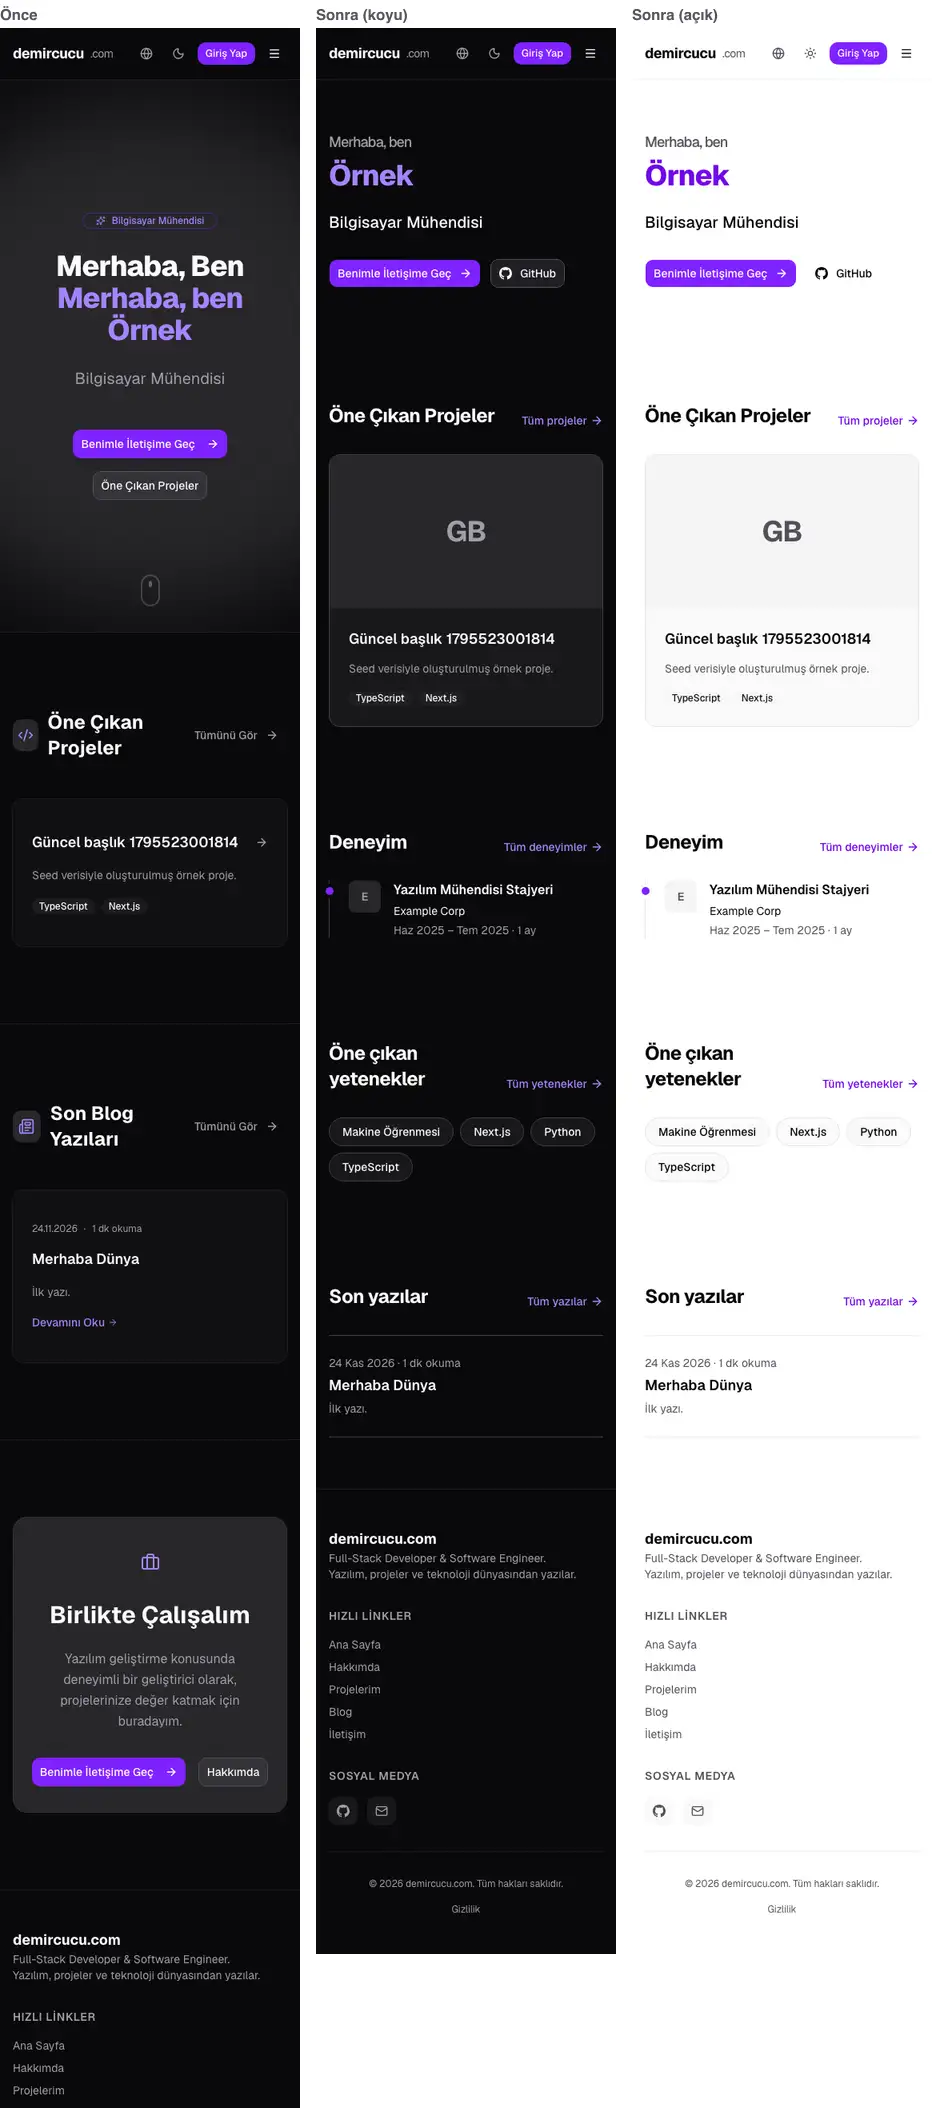 Önce
demircucu .com
Giriş Yap
Bilgisayar Mühendisi
Merhaba, Ben
Merhaba, ben
Örnek
Bilgisayar Mühendisi
Benimle İletişime Geç
Öne Çıkan Projeler
Öne Çıkan
Projeler
Tümünü Gör
Güncel başlık 1795523001814
Seed verisiyle oluşturulmuş örnek proje.
TypeScript Next.js
Son Blog
Yazıları
Tümünü Gör
24.11.2026 · 1 dk okuma
Merhaba Dünya
İlk yazı.
Devamını Oku
Birlikte Çalışalım
Yazılım geliştirme konusunda
deneyimli bir geliştirici olarak,
projelerinize değer katmak için
buradayım.
Benimle İletişime Geç
Hakkımda
demircucu.com
Full-Stack Developer & Software Engineer.
Yazılım, projeler ve teknoloji dünyasından yazılar.
HIZLI LİNKLER
Ana Sayfa
Hakkımda
Projelerim
Sonra (koyu)
demircucu .com
Giriş Yap
Merhaba, ben
Örnek
Bilgisayar Mühendisi
Benimle İletişime Geç
GitHub
Öne Çıkan Projeler
Tüm projeler
GB
Güncel başlık 1795523001814
Seed verisiyle oluşturulmuş örnek proje.
TypeScript Next.js
Deneyim
Tüm deneyimler
E
Yazılım Mühendisi Stajyeri
Example Corp
Haz 2025 – Tem 2025 · 1 ay
Öne çıkan
yetenekler
Tüm yetenekler
Makine Öğrenmesi Next.js Python
TypeScript
Son yazılar
Tüm yazılar
24 Kas 2026 · 1 dk okuma
Merhaba Dünya
İlk yazı.
demircucu.com
Full-Stack Developer & Software Engineer.
Yazılım, projeler ve teknoloji dünyasından yazılar.
HIZLI LİNKLER
Ana Sayfa
Hakkımda
Projelerim
Blog
İletişim
SOSYAL MEDYA
© 2026 demircucu.com. Tüm hakları saklıdır.
Gizlilik
Sonra (açık)
demircucu .com
Giriş Yap
Merhaba, ben
Örnek
Bilgisayar Mühendisi
Benimle İletişime Geç
GitHub
Öne Çıkan Projeler
Tüm projeler
GB
Güncel başlık 1795523001814
Seed verisiyle oluşturulmuş örnek proje.
TypeScript Next.js
Deneyim
Tüm deneyimler
E
Yazılım Mühendisi Stajyeri
Example Corp
Haz 2025 – Tem 2025 · 1 ay
Öne çıkan
yetenekler
Tüm yetenekler
Makine Öğrenmesi Next.js Python
TypeScript
Son yazılar
Tüm yazılar
24 Kas 2026 · 1 dk okuma
Merhaba Dünya
İlk yazı.
demircucu.com
Full-Stack Developer & Software Engineer.
Yazılım, projeler ve teknoloji dünyasından yazılar.
HIZLI LİNKLER
Ana Sayfa
Hakkımda
Projelerim
Blog
İletişim
SOSYAL MEDYA
© 2026 demircucu.com. Tüm hakları saklıdır.
Gizlilik